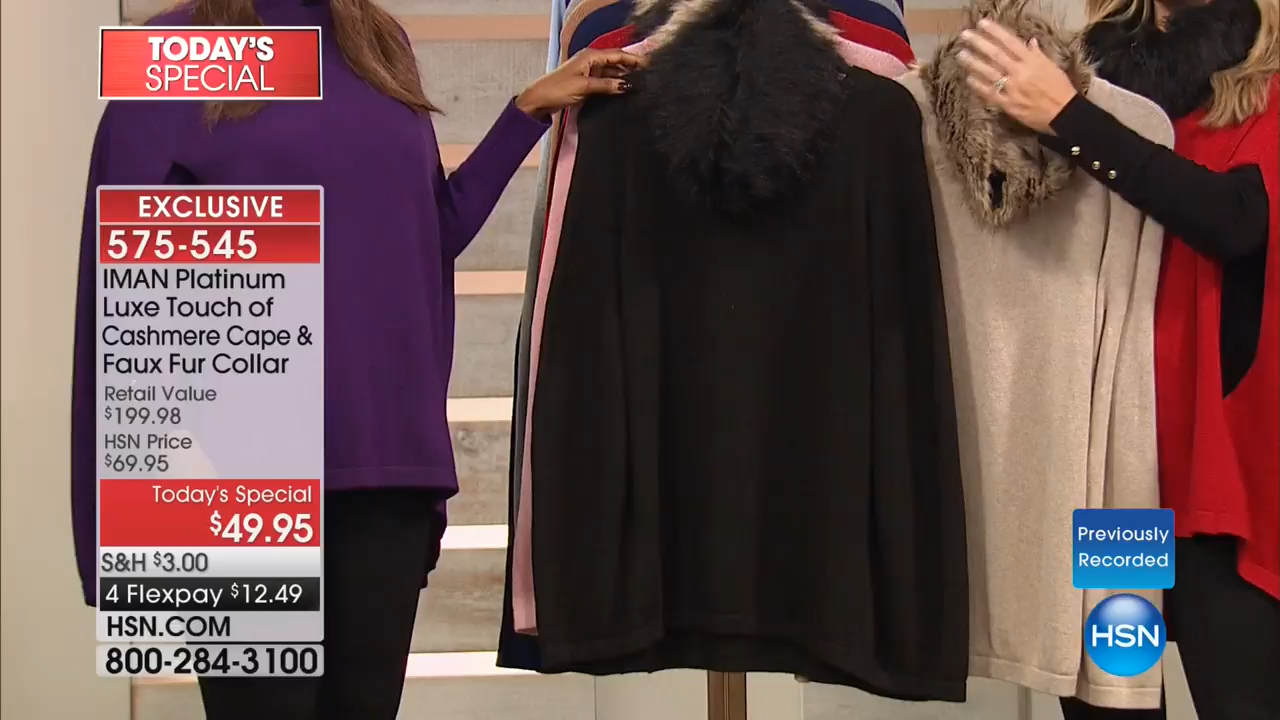 TODAY'S
SPECIAL
EXCLUSIVE
575-545
IMAN Platinum
Luxe Touch of
Cashmere Cape &
Faux Fur Collar
Retail Value
$199.98
HSN Price
$69.95
Today's Special
$49.95
S&H $3.00
4 Flexpay $12.49
HSN.COM
800-284-3100
Previously
Recorded
HSN